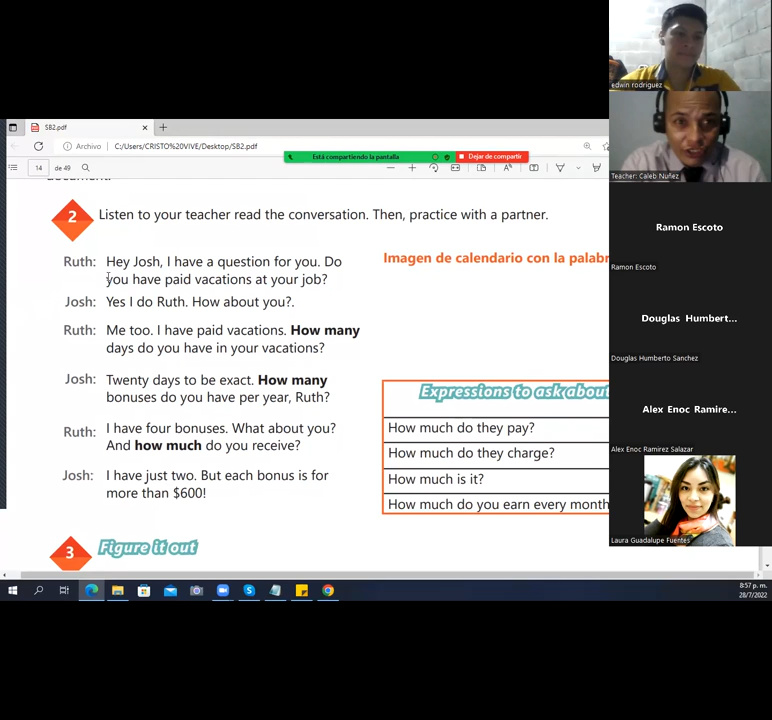 SB2.pdf
Archivo
C:/Users/CRISTO%20VIVE/Desktop/SB2.pdf
14
de 49
Está compartiendo la pantalla
Dejar de compartir
2
Listen to your teacher read the conversation. Then, practice with a partner.
Ruth: Hey Josh, I have a question for you. Do
you have paid vacations at your job?
Josh: Yes I do Ruth. How about you?.
Ruth: Me too. I have paid vacations. How many
days do you have in your vacations?
Josh: Twenty days to be exact. How many
bonuses do you have per year, Ruth?
Ruth: I have four bonuses. What about you?
And how much do you receive?
Josh: I have just two. But each bonus is for
more than $600!
Imagen de calendario con la palabr
Expressions to ask about
How much do they pay?
How much do they charge?
How much is it?
How much do you earn every month
3
Figure it out
edwin rodriguez
Teacher: Caleb Nuñez
Ramon Escoto
Ramon Escoto
Douglas Humbert...
Douglas Humberto Sanchez
Alex Enoc Ramire...
Alex Enoc Ramirez Salazar
Laura Guadalupe Fuentes
8:57 p. m.
28/7/2022